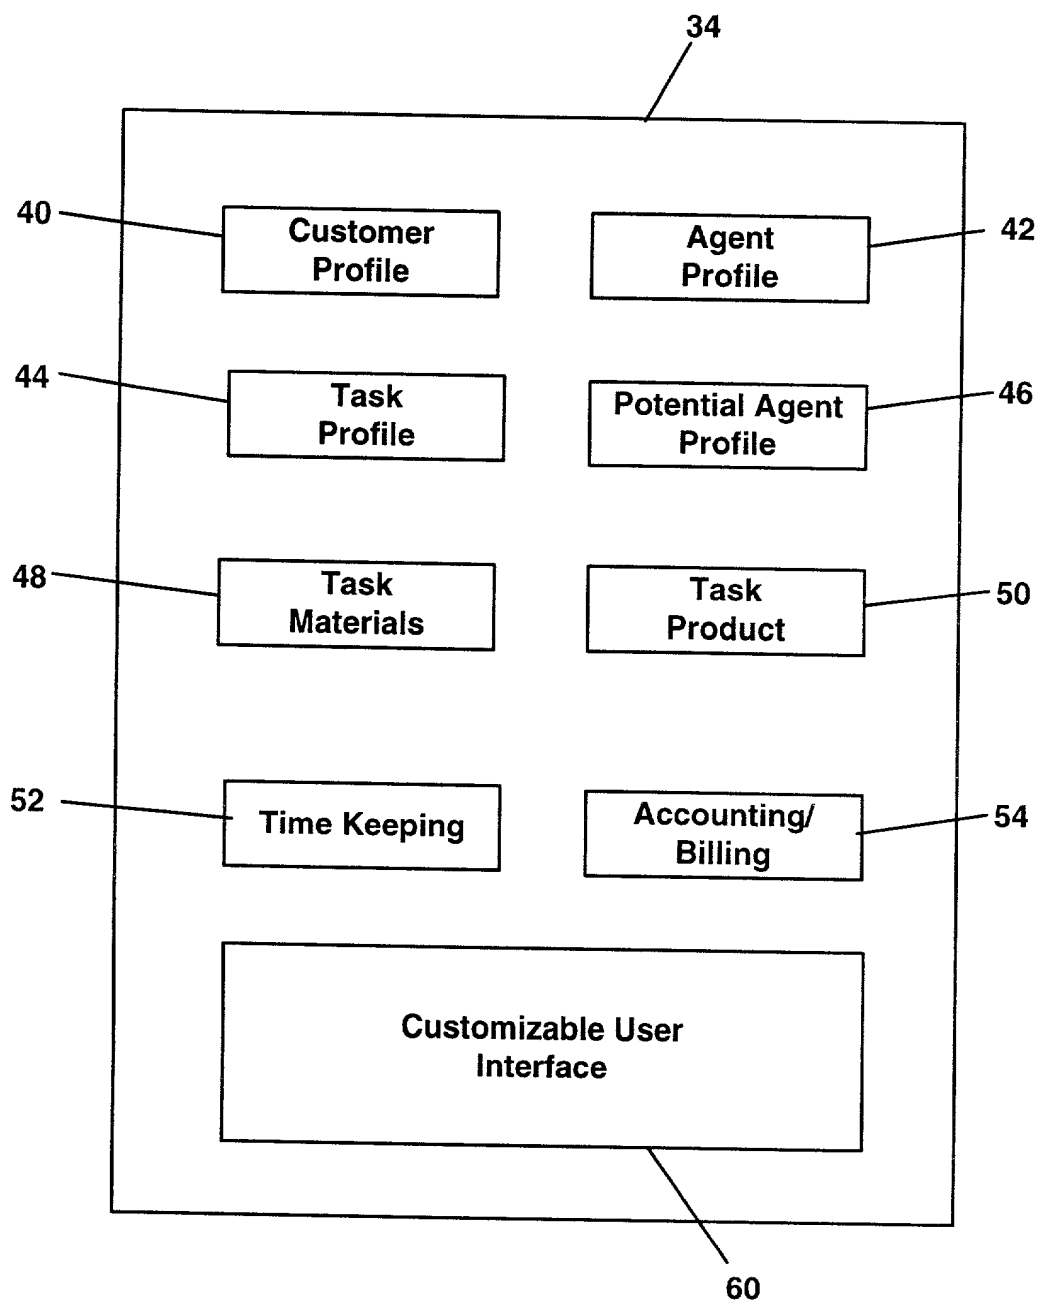 34
40
Customer
Profile
Agent
Profile
42
44
Task
Profile
Potential Agent
Profile
46
48
Task
Materials
Task
Product
50
52
Time Keeping
Accounting/
Billing
54
Customizable User
Interface
60